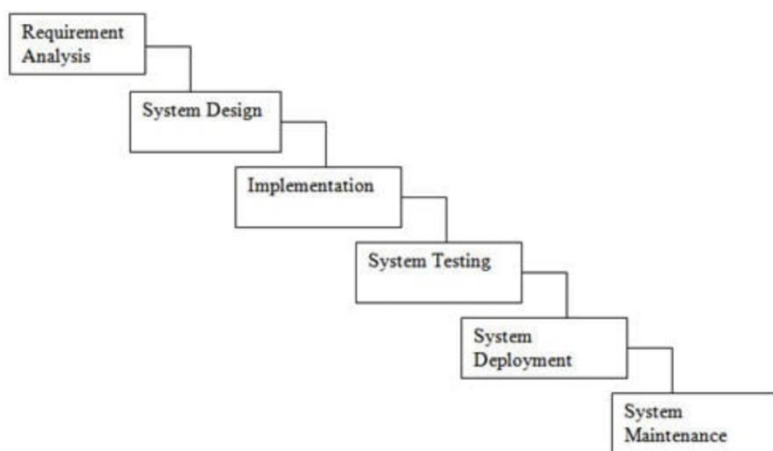 Requirement
Analysis
System Design
Implementation
System Testing
System
Deployment
System
Maintenance